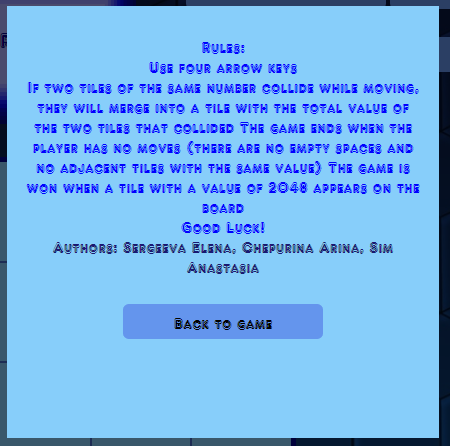 Rules:
Use four arrow keys
If two tiles of the same number collide while moving,
they will merge into a tile with the total value of
the two tiles that collided The game ends when the
player has no moves (there are no empty spaces and
no adjacent tiles with the same value) The game is
won when a tile with a value of 2048 appears on the
board
Good Luck!
Authors: Sergeeva Elena, Chepurina Arina, Sim
Anastasia
Back to game